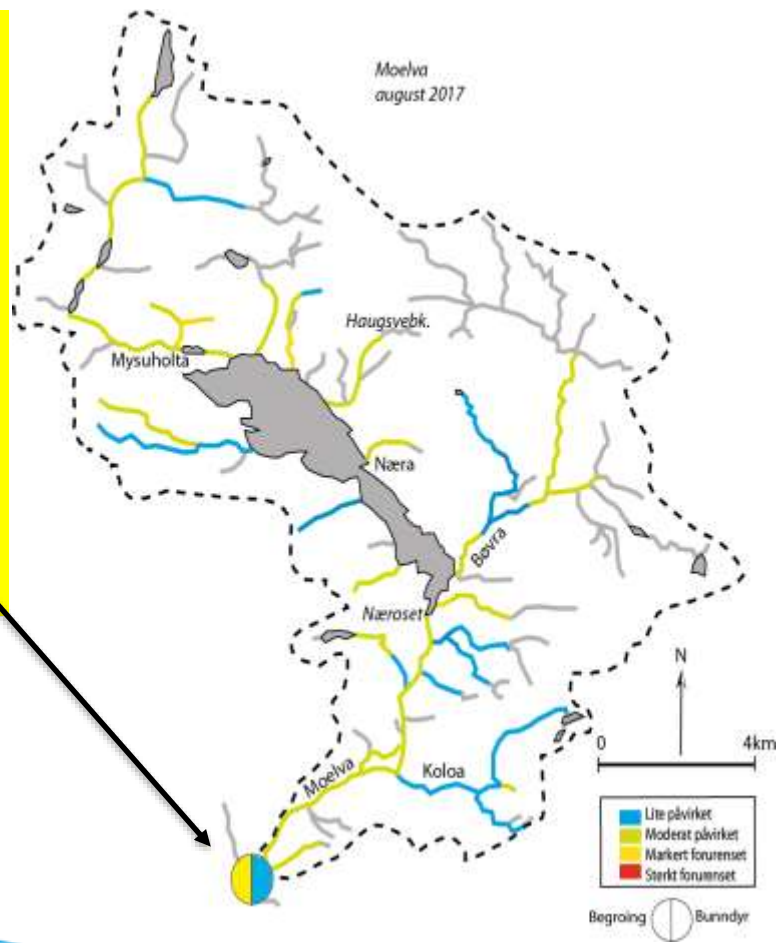 Moelva
august 2017
Haugsvebk.
Mysuholta
Næra
Bøvra
Næroset
N
0 4km
Moelva
Koloa
Lite påvirket
Moderat påvirket
Markert forurenset
Sterkt forurenset
Begroing Bunndyr